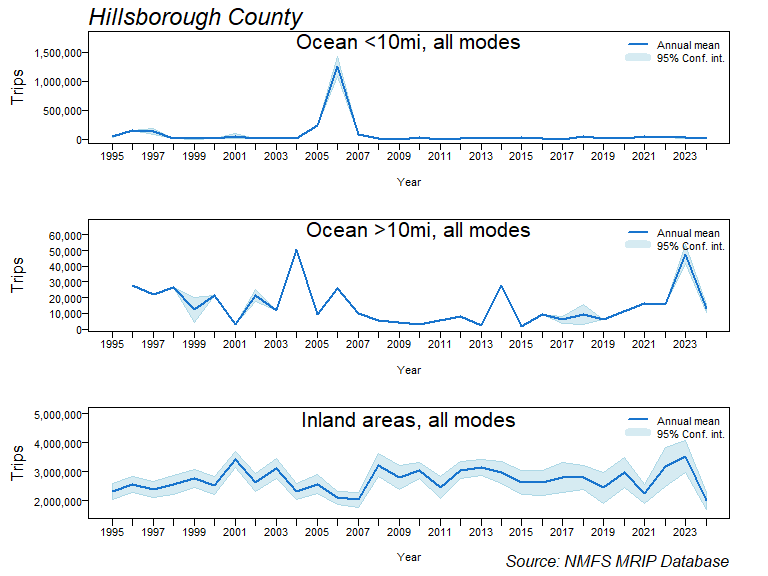 Hillsborough County
Ocean <10mi, all modes
Annual mean
95% Conf. int.
Trips
1,500,000
1,000,000
500,000
0
1995 1997 1999 2001 2003 2005 2007 2009 2011 2013 2015 2017 2019 2021 2023
Year
Ocean >10mi, all modes
Annual mean
95% Conf. int.
Trips
60,000
50,000
40,000
30,000
20,000
10,000
0
1995 1997 1999 2001 2003 2005 2007 2009 2011 2013 2015 2017 2019 2021 2023
Year
Inland areas, all modes
Annual mean
95% Conf. int.
Trips
5,000,000
4,000,000
3,000,000
2,000,000
1995 1997 1999 2001 2003 2005 2007 2009 2011 2013 2015 2017 2019 2021 2023
Year
Source: NMFS MRIP Database